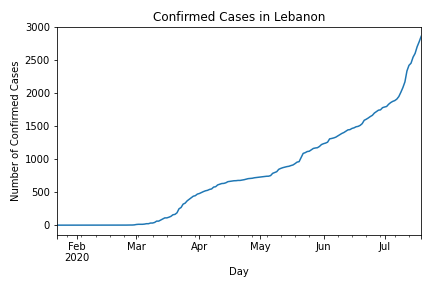 Confirmed Cases in Lebanon
3000
2500
2000
1500
1000
500
0
Number of Confirmed Cases
Feb Mar Apr May Jun Jul
2020
Day